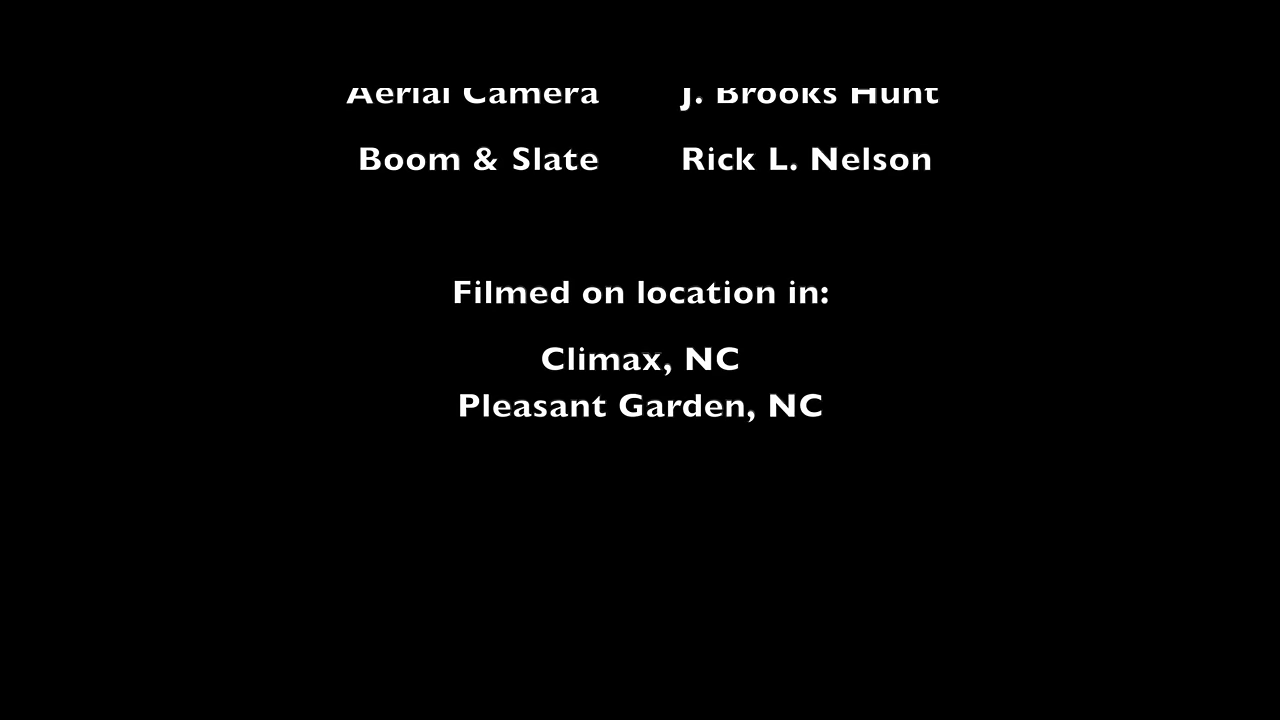 Aerial Camera J. Brooks Hunt
Boom & Slate Rick L. Nelson
Filmed on location in:
Climax, NC
Pleasant Garden, NC